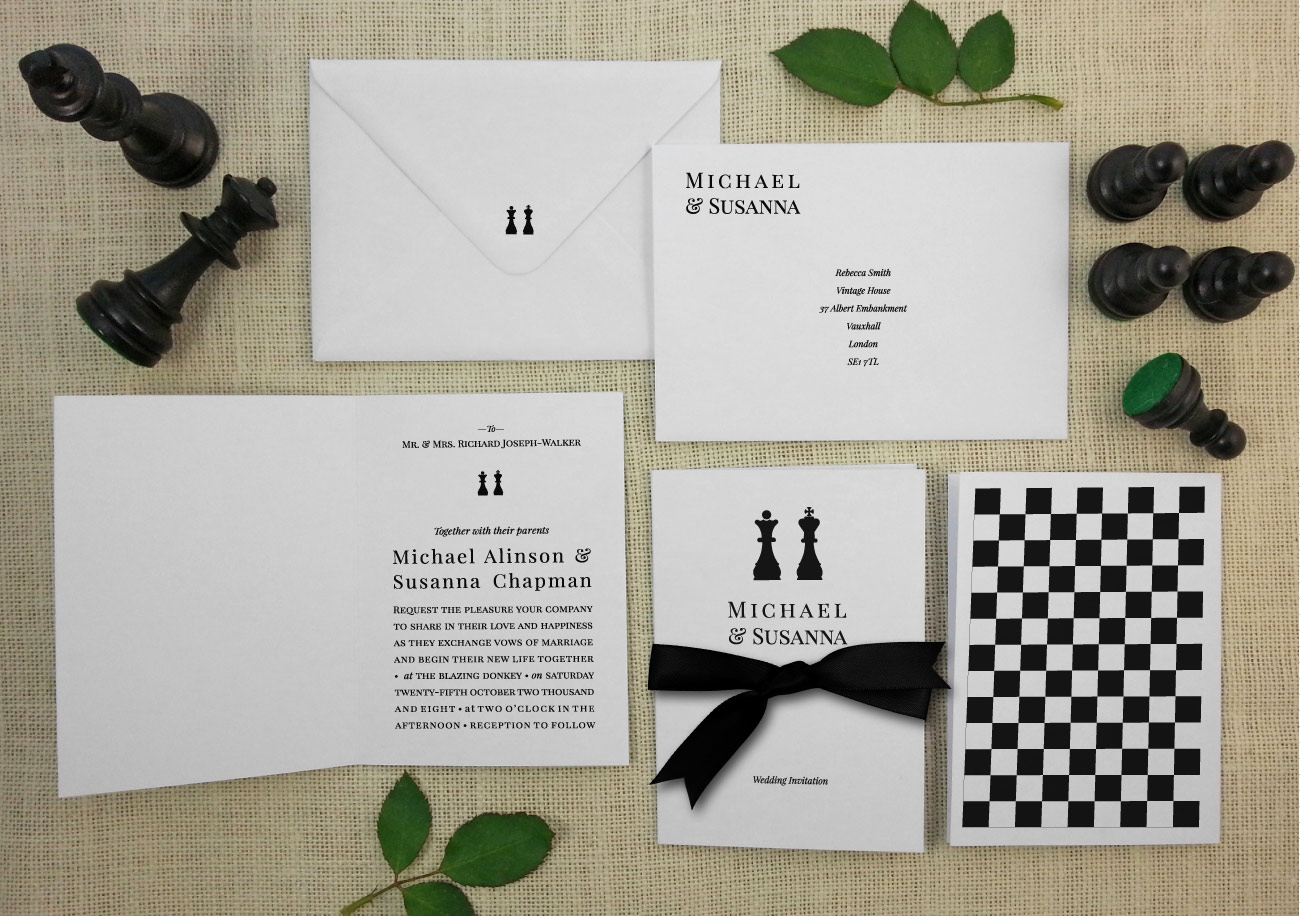 MICHAEL
& SUSANNA
Rebecca Smith
Vintage House
37 Albert Embankment
Vauxhall
London
SE1 7TL
—To—
MR. & MRS. RICHARD JOSEPH-WALKER
Together with their parents
Michael Alinson &
Susanna Chapman
REQUEST THE PLEASURE YOUR COMPANY
TO SHARE IN THEIR LOVE AND HAPPINESS
AS THEY EXCHANGE VOWS OF MARRIAGE
AND BEGIN THEIR NEW LIFE TOGETHER
• at THE BLAZING DONKEY • on SATURDAY
TWENTY-FIFTH OCTOBER TWO THOUSAND
AND EIGHT • at TWO O'CLOCK IN THE
AFTERNOON • RECEPTION TO FOLLOW
MICHAEL
& SUSANNA
Wedding Invitation